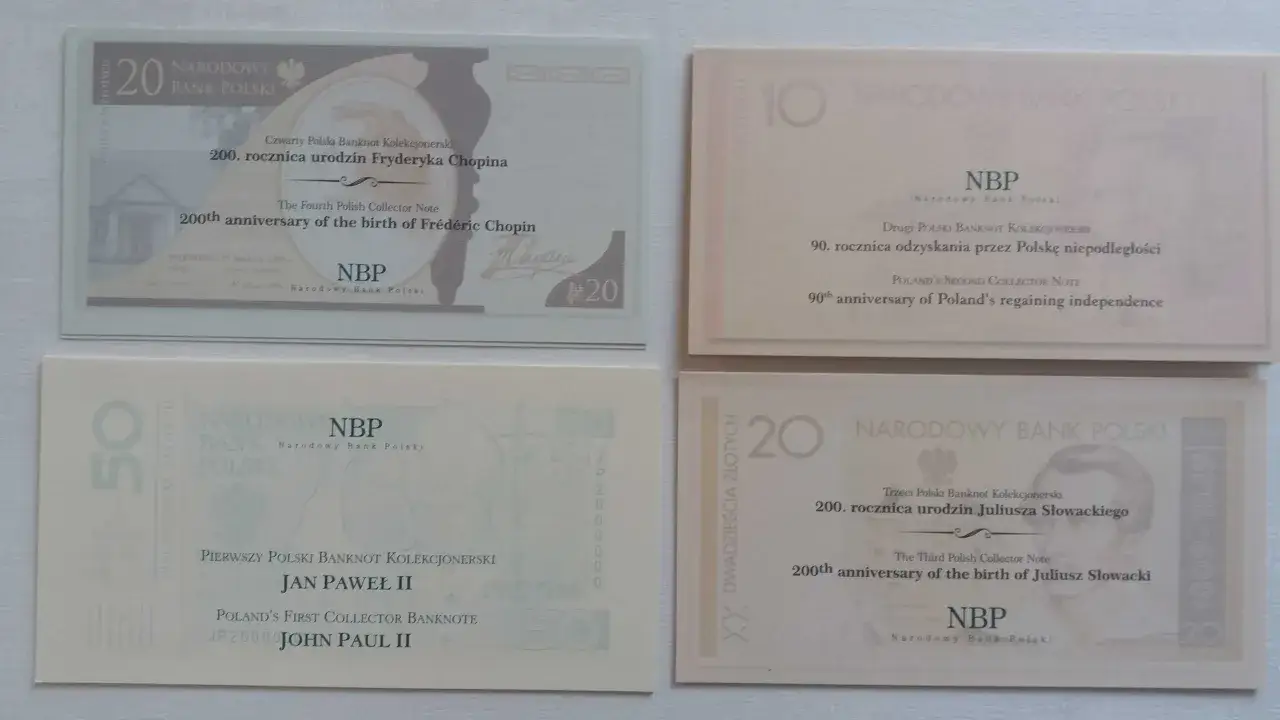 20 NARODOWY
BANK POLSKI
Czwarty Polski Banknot Kolekcjonerski
200. rocznica urodzin Fryderyka Chopina
The Fourth Polish Collector Note
200th anniversary of the birth of Frédéric Chopin
NBP
Narodowy Bank Polski
20
10 NARODOWY BANK POLSKI
NBP
Narodowy Bank Polski
Drugi Polski Banknot Kolekcjonerski
90. rocznica odzyskania przez Polskę niepodległości
Poland's Second Collector Note
90th anniversary of Poland's regaining independence
50
NBP
Narodowy Bank Polski
Pierwszy Polski Banknot Kolekcjonerski
JAN PAWEŁ II
Poland's First Collector Banknote
JOHN PAUL II
20 NARODOWY BANK POLSKI
XX DWADZIEŚCIA ZŁOTYCH
Trzeci Polski Banknot Kolekcjonerski
200. rocznica urodzin Juliusza Słowackiego
The Third Polish Collector Note
200th anniversary of the birth of Juliusz Słowacki
NBP
Narodowy Bank Polski